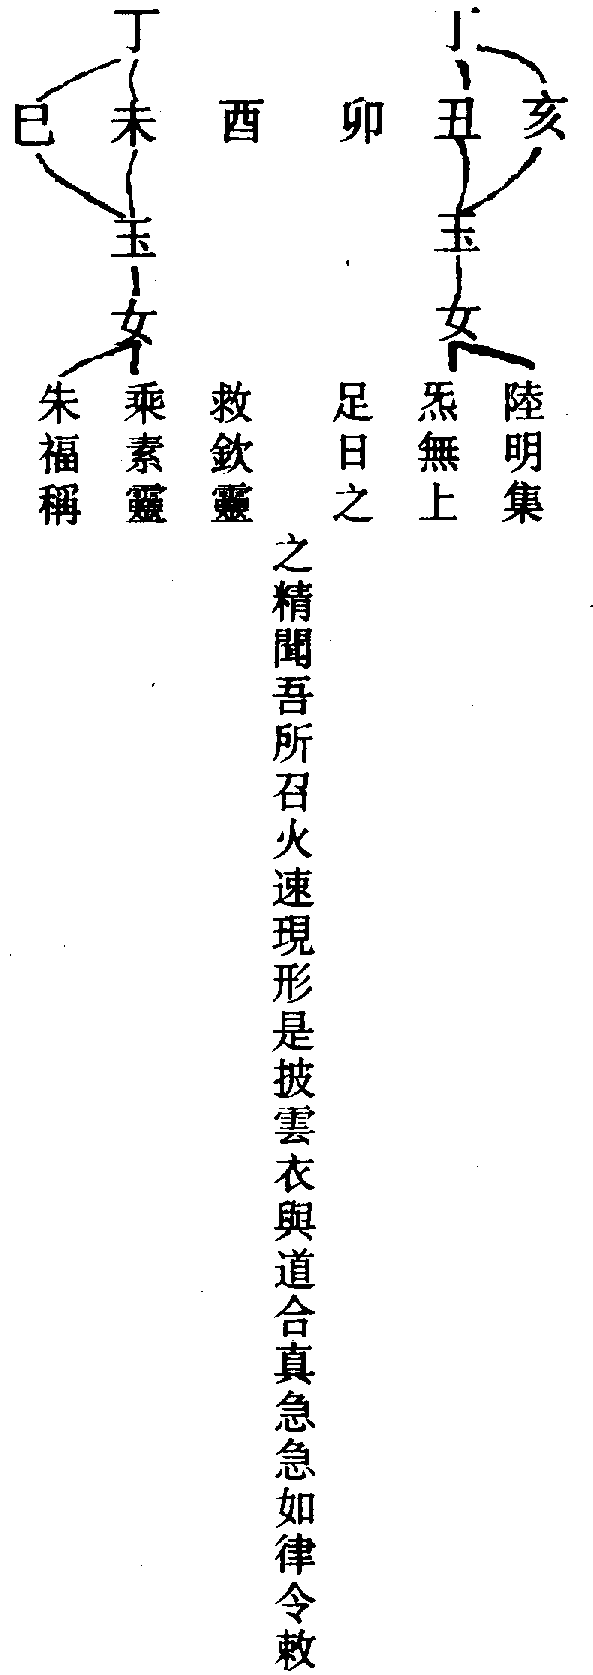 亥
丁丑玉女
卯
酉
丁未玉女
巳
陸明集
炁無上
足日之
救欽靈
乘素靈
朱福稱
之精聞吾所召火速現形是披雲衣與道合真急急如律令敕